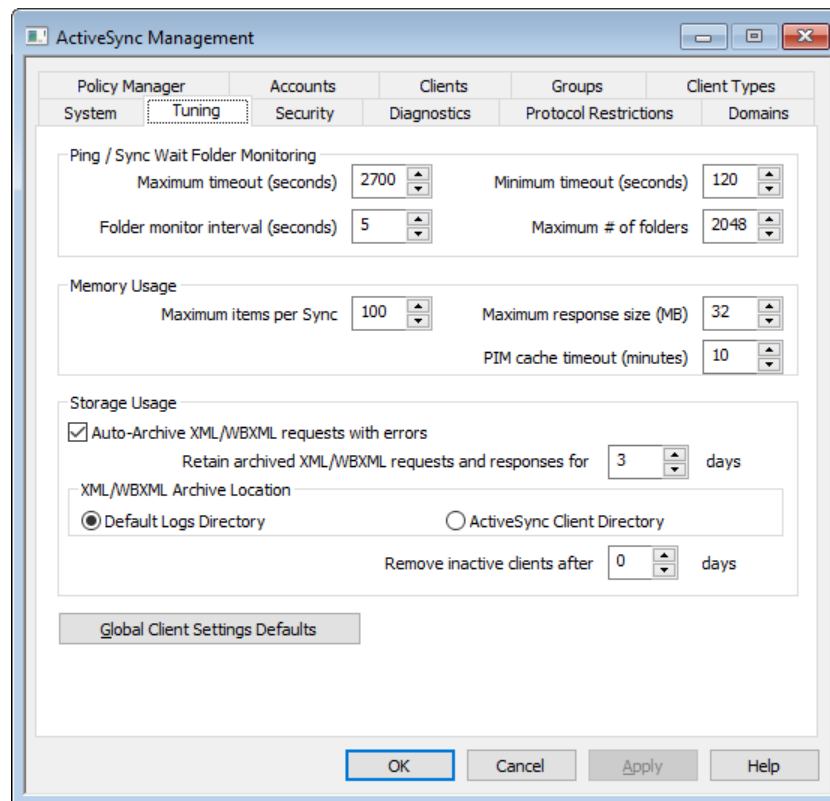 ActiveSync Management
Policy Manager Accounts Clients Groups Client Types
System Tuning Security Diagnostics Protocol Restrictions Domains
Ping / Sync Wait Folder Monitoring
Maximum timeout (seconds) 2700 Minimum timeout (seconds) 120
Folder monitor interval (seconds) 5 Maximum # of folders 2048
Memory Usage
Maximum items per Sync 100 Maximum response size (MB) 32
PIM cache timeout (minutes) 10
Storage Usage
Auto-Archive XML/WBXML requests with errors
Retain archived XML/WBXML requests and responses for 3 days
XML/WBXML Archive Location
Default Logs Directory ActiveSync Client Directory
Remove inactive clients after 0 days
Global Client Settings Defaults
OK Cancel Apply Help